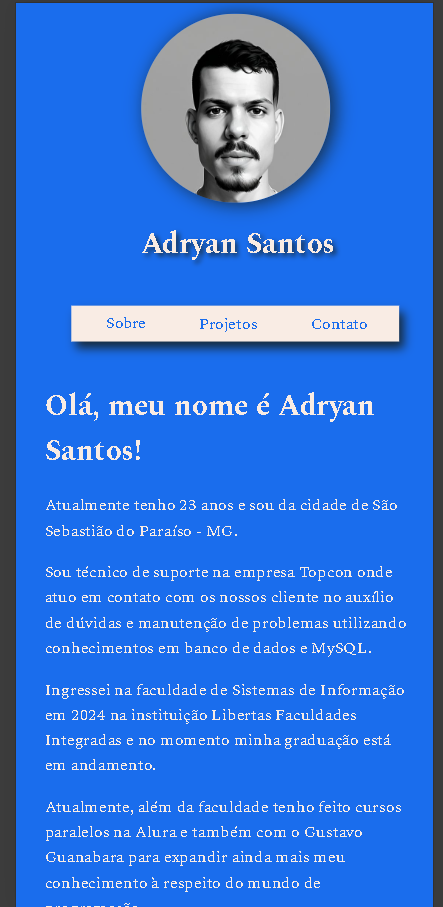 Adryan Santos
Sobre Projetos Contato
Olá, meu nome é Adryan
Santos!
Atualmente tenho 23 anos e sou da cidade de São
Sebastião do Paraíso - MG.
Sou técnico de suporte na empresa Topcon onde
atuo em contato com os nossos cliente no auxílio
de dúvidas e manutenção de problemas utilizando
conhecimentos em banco de dados e MySQL.
Ingressei na faculdade de Sistemas de Informação
em 2024 na instituição Libertas Faculdades
Integradas e no momento minha graduação está
em andamento.
Atualmente, além da faculdade tenho feito cursos
paralelos na Alura e também com o Gustavo
Guanabara para expandir ainda mais meu
conhecimento à respeito do mundo de